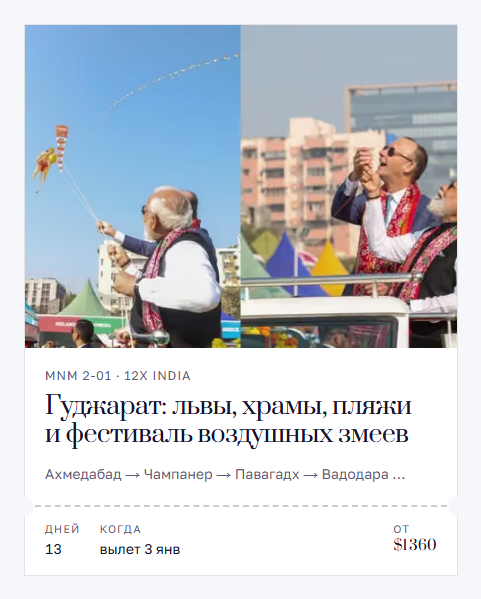 IRELAND
MNM 2-01 · 12X INDIA
Гуджарат: львы, храмы, пляжи
и фестиваль воздушных змеев
Ахмедабад → Чампанер → Павагадх → Вадодара ...
ДНЕЙ
КОГДА
ОТ
13
вылет 3 янв
$1360